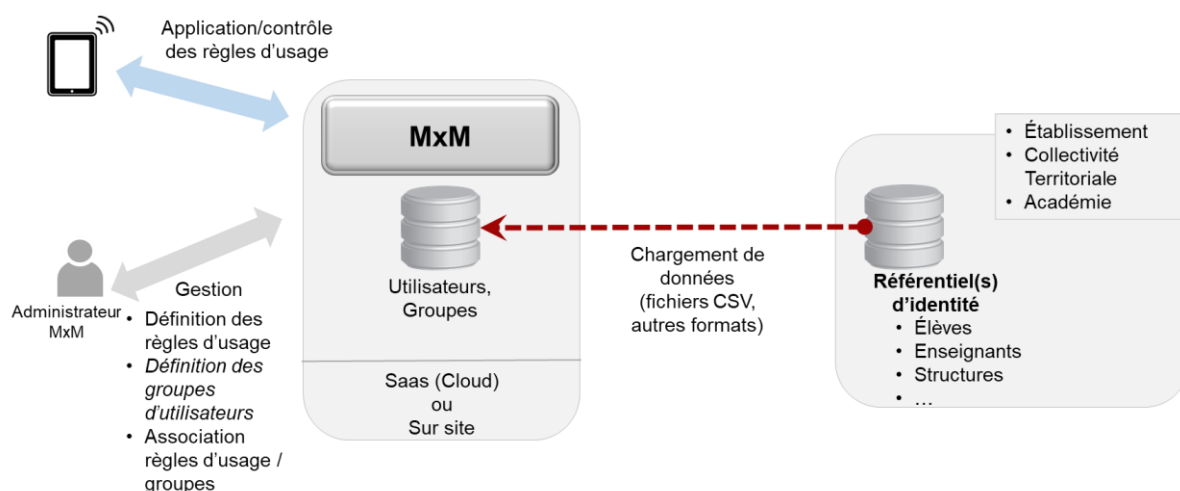 Application/contrôle
des règles d’usage
MxM
Utilisateurs,
Groupes
Saas (Cloud)
ou
Sur site
Administrateur
MxM
Gestion
• Définition des
règles d’usage
• Définition des
groupes
d’utilisateurs
• Association
règles d’usage /
groupes
Chargement de
données
(fichiers CSV,
autres formats)
• Établissement
• Collectivité
Territoriale
• Académie
Référentiel(s)
d’identité
• Élèves
• Enseignants
• Structures
• …